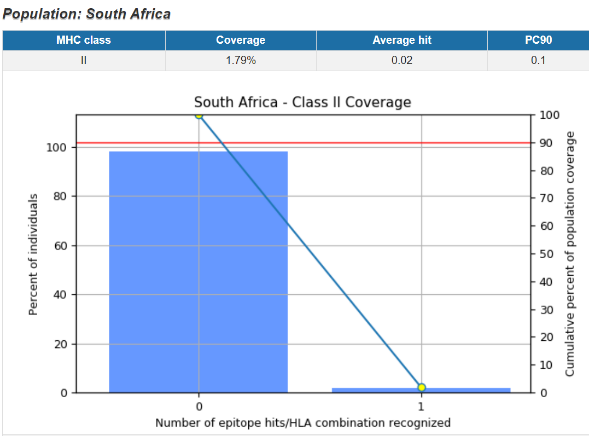 Population: South Africa
MHC class Coverage Average hit PC90
II 1.79% 0.02 0.1
South Africa - Class II Coverage
100
80
60
40
20
0
Percent of individuals
100
90
80
70
60
50
40
30
20
10
0
Cumulative percent of population coverage
0 1
Number of epitope hits/HLA combination recognized